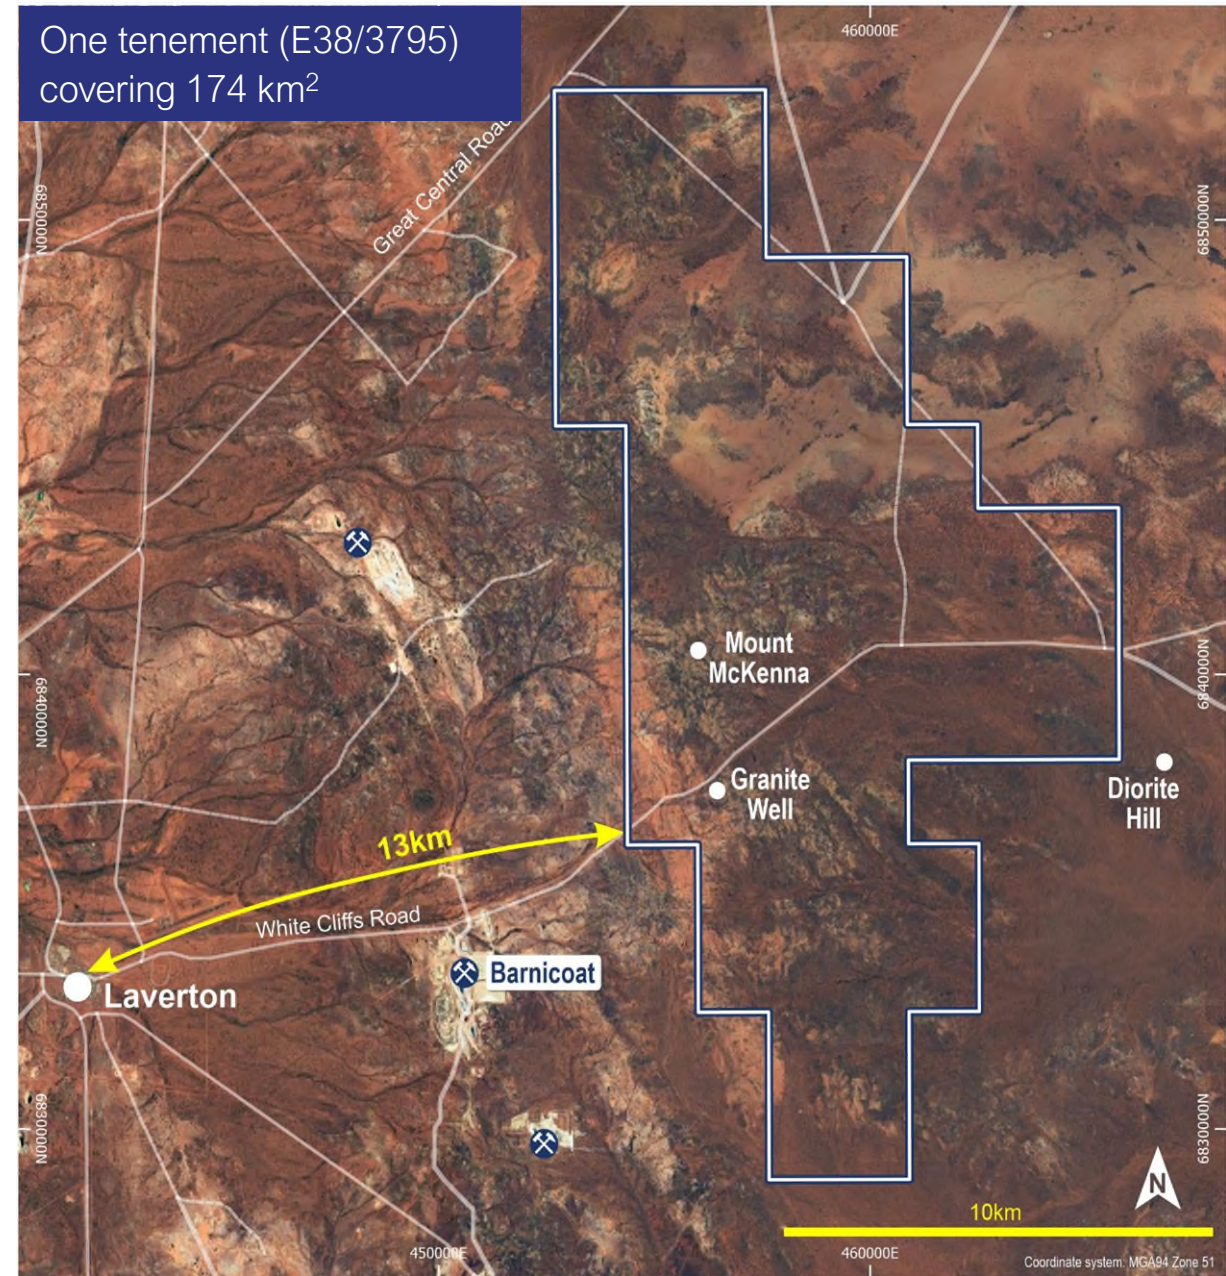 One tenement (E38/3795)
covering 174 km²
460000E
Great Central Road
6850000N
6850000N
Mount
McKenna
6840000N
6840000N
Granite
Well
Diorite
Hill
13km
White Cliffs Road
Barnicoat
Laverton
6830000N
6830000N
N
10km
450000E
460000E
Coordinate system: MGA94 Zone 51